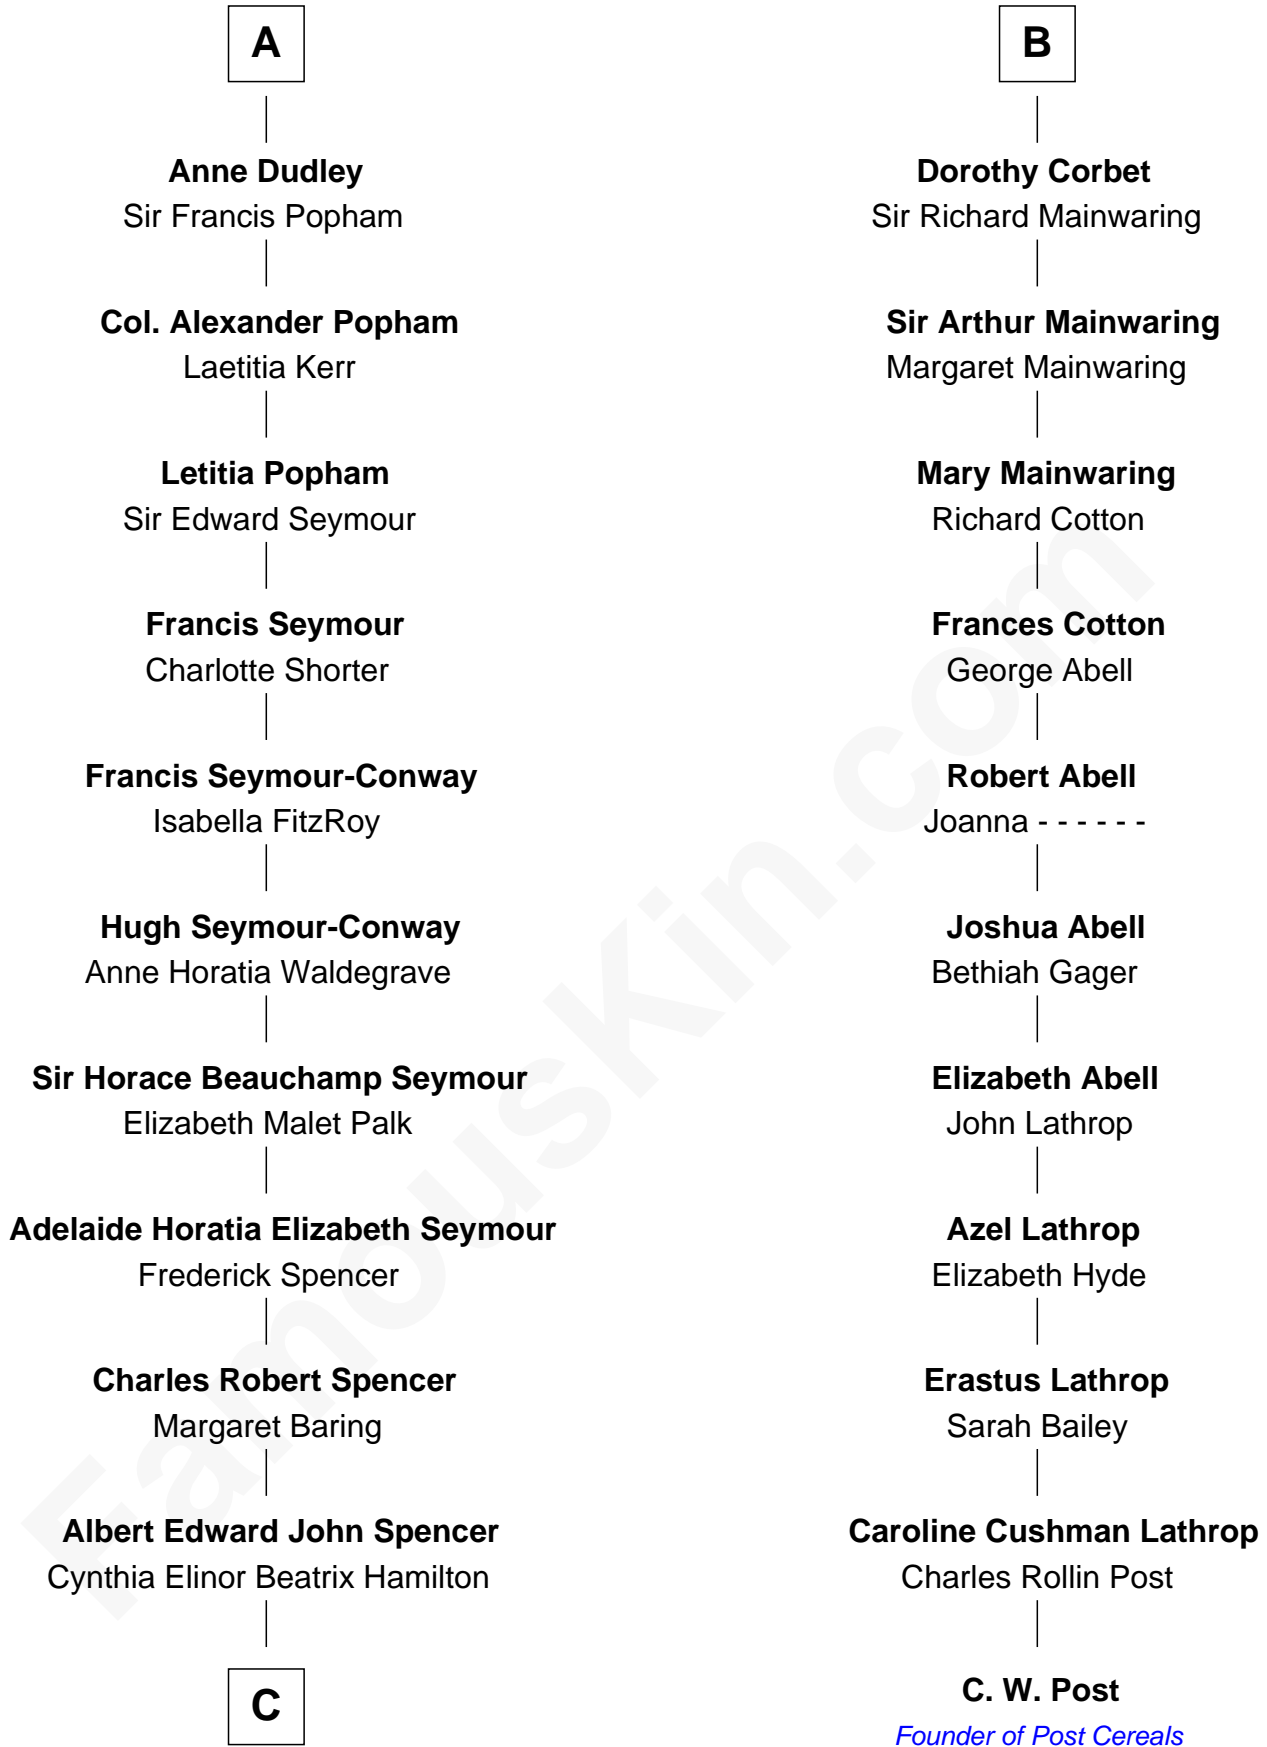 A
Anne Dudley
Sir Francis Popham
Col. Alexander Popham
Laetitia Kerr
Letitia Popham
Sir Edward Seymour
Francis Seymour
Charlotte Shorter
Francis Seymour-Conway
Isabella FitzRoy
Hugh Seymour-Conway
Anne Horatia Waldegrave
Sir Horace Beauchamp Seymour
Elizabeth Malet Palk
Adelaide Horatia Elizabeth Seymour
Frederick Spencer
Charles Robert Spencer
Margaret Baring
Albert Edward John Spencer
Cynthia Elinor Beatrix Hamilton
C
B
Dorothy Corbet
Sir Richard Mainwaring
Sir Arthur Mainwaring
Margaret Mainwaring
Mary Mainwaring
Richard Cotton
Frances Cotton
George Abell
Robert Abell
Joanna - - - - - -
Joshua Abell
Bethiah Gager
Elizabeth Abell
John Lathrop
Azel Lathrop
Elizabeth Hyde
Erastus Lathrop
Sarah Bailey
Caroline Cushman Lathrop
Charles Rollin Post
C. W. Post
Founder of Post Cereals
FamousKin.com